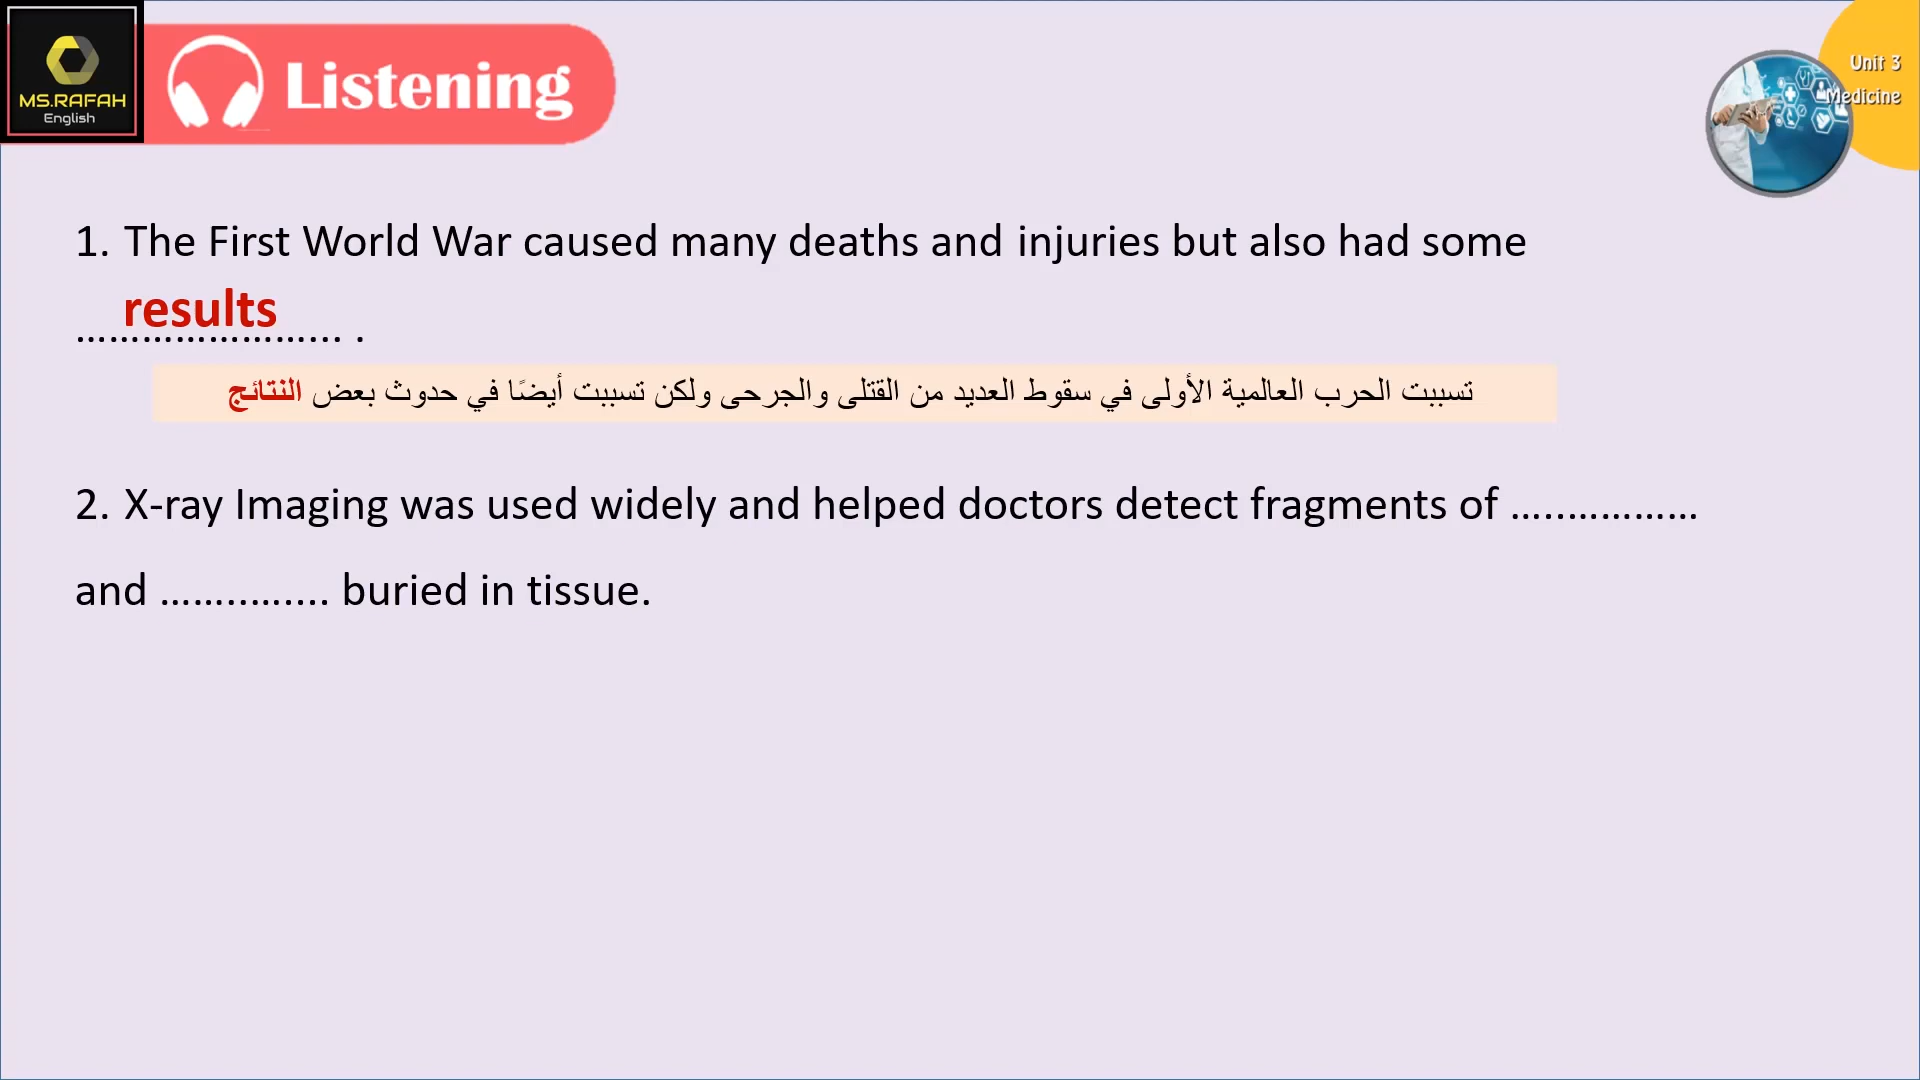 MS.RAFAH
English
Listening
Unit 3
Medicine
1. The First World War caused many deaths and injuries but also had some
results
…………………….. .
تسببت الحرب العالمية الأولى في سقوط العديد من القتلى والجرحى ولكن تسببت أيضًا في حدوث بعض النتائج
2. X-ray Imaging was used widely and helped doctors detect fragments of …..…………
and ……..….... buried in tissue.